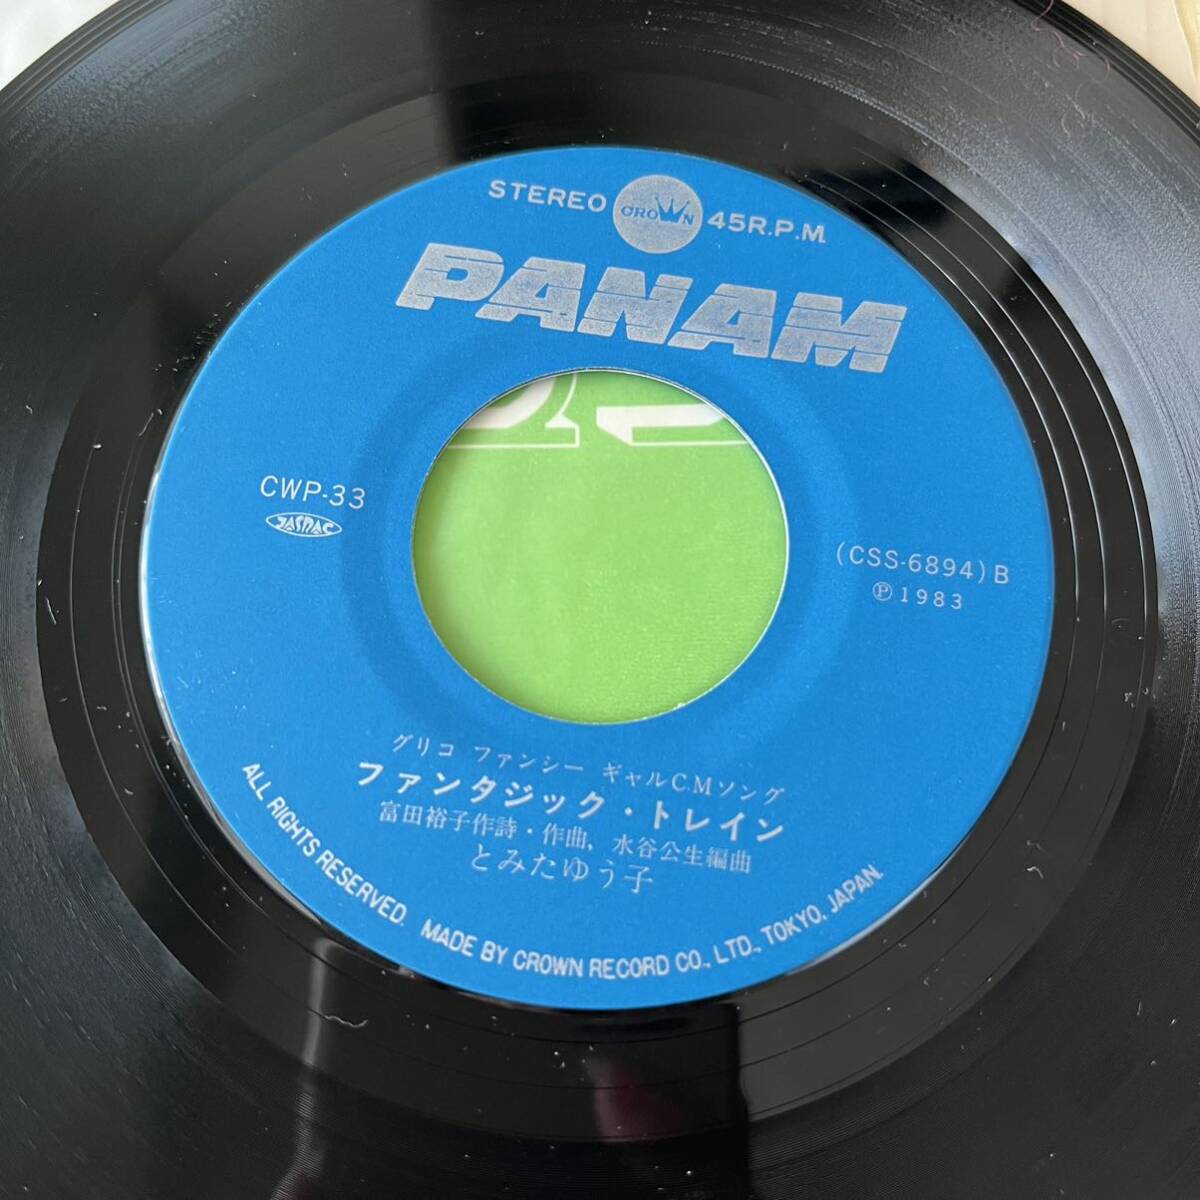 STEREO CROWN 45R.P.M.
PANAM
CWP-33
JASRAC
(CSS-6894) B
Ⓟ1983
グリコ ファンシー ギャルC.Mソング
ファンタジック・トレイン
富田裕子作詩・作曲, 水谷公生編曲
とみたゆう子
ALL RIGHTS RESERVED. MADE BY CROWN RECORD CO., LTD., TOKYO, JAPAN.